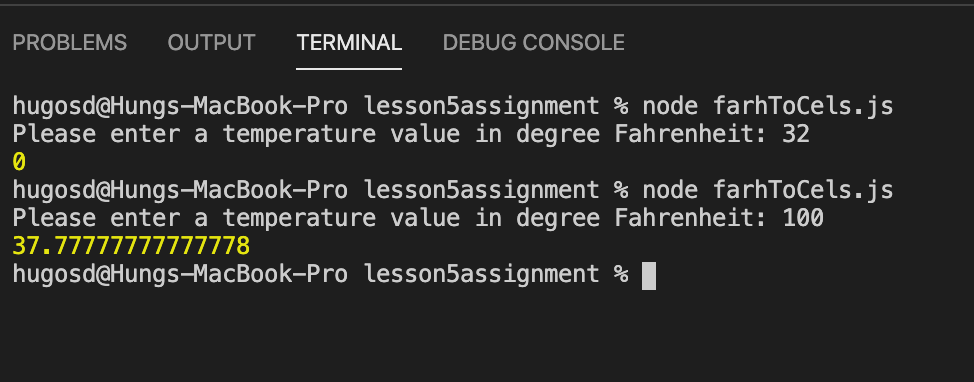 PROBLEMS OUTPUT TERMINAL DEBUG CONSOLE
hugosd@Hungs-MacBook-Pro lesson5assignment % node farhToCels.js
Please enter a temperature value in degree Fahrenheit: 32
0
hugosd@Hungs-MacBook-Pro lesson5assignment % node farhToCels.js
Please enter a temperature value in degree Fahrenheit: 100
37.77777777777778
hugosd@Hungs-MacBook-Pro lesson5assignment %